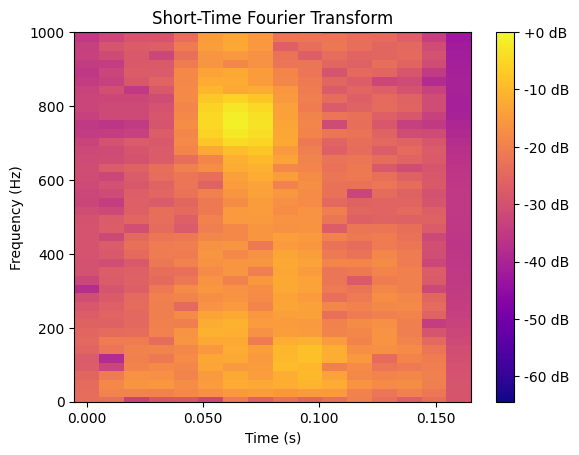 Short-Time Fourier Transform
1000
800
600
400
200
0
Frequency (Hz)
0.000
0.050
0.100
0.150
Time (s)
+0 dB
-10 dB
-20 dB
-30 dB
-40 dB
-50 dB
-60 dB